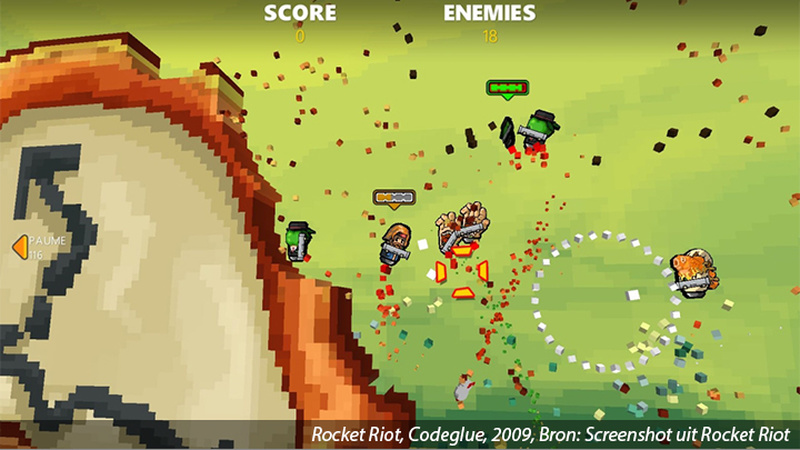 SCORE
0
ENEMIES
18
PAUME
116
Rocket Riot, Codeglue, 2009, Bron: Screenshot uit Rocket Riot